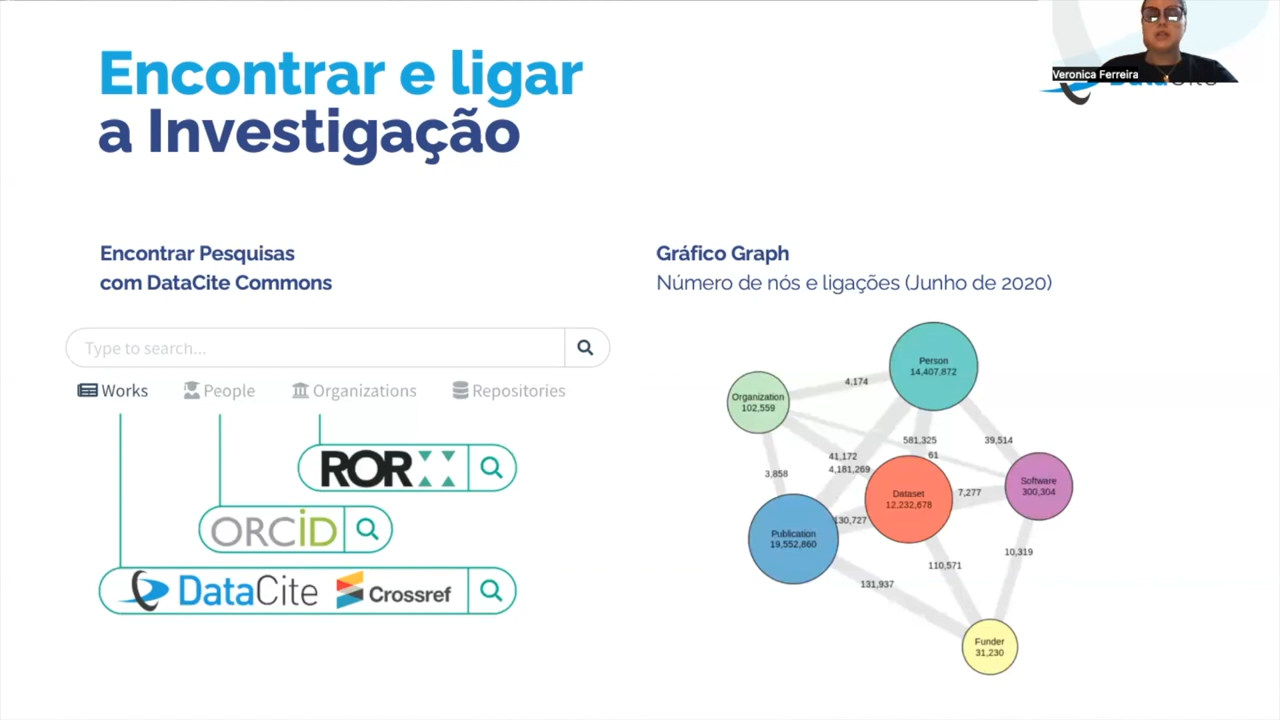 Encontrar e ligar
a Investigação
Veronica Ferreira
Encontrar Pesquisas
com DataCite Commons
Type to search...
Works
People
Organizations
Repositories
ROR
ORCID
DataCite
Crossref
Gráfico Graph
Número de nós e ligações (Junho de 2020)
Person
14,407,872
Organization
102,559
4,174
581,325
39,514
61
41,172
4,181,269
3,858
Dataset
12,232,678
7,277
Software
300,304
130,727
Publication
19,552,860
10,319
110,571
131,937
Funder
31,230